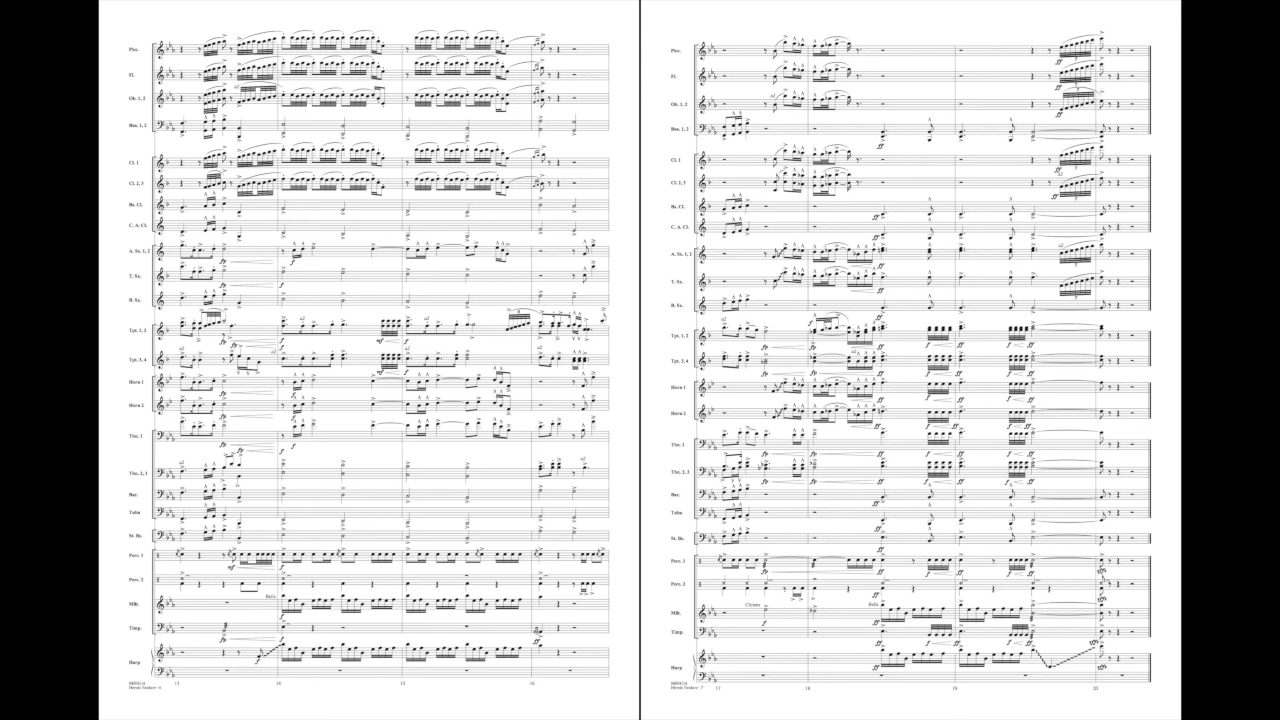 Picc.
Fl.
Ob. 1, 2
Bsn. 1, 2
Cl. 1
Cl. 2, 3
Bs. Cl.
C. A. Cl.
A. Sx. 1, 2
T. Sx.
B. Sx.
Tpt. 1, 2
Tpt. 3, 4
Horn 1
Horn 2
Tbn. 1
Tbn. 2, 3
Bar.
Tuba
St. Bs.
Perc. 1
Perc. 2
Mlt.
Bells
Timp.
Harp
13 14 15 16
Heroic Fanfare - 6
Picc.
Fl.
Ob. 1, 2
Bsn. 1, 2
Cl. 1
Cl. 2, 3
Bs. Cl.
C. A. Cl.
A. Sx. 1, 2
T. Sx.
B. Sx.
Tpt. 1, 2
Tpt. 3, 4
Horn 1
Horn 2
Tbn. 1
Tbn. 2, 3
Bar.
Tuba
St. Bs.
Perc. 1
Perc. 2
Mlt.
Chimes
Bells
Timp.
Harp
17 18 19 20
Heroic Fanfare - 7